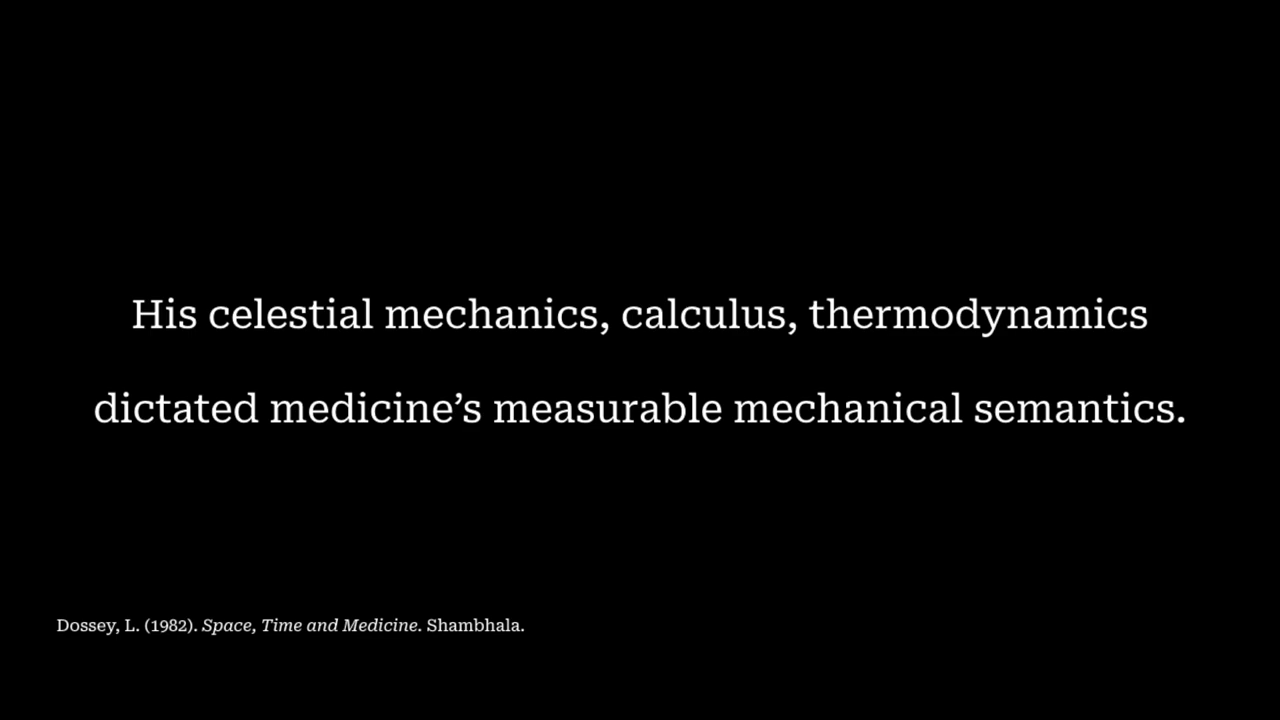 His celestial mechanics, calculus, thermodynamics
dictated medicine’s measurable mechanical semantics.
Dossey, L. (1982). Space, Time and Medicine. Shambhala.